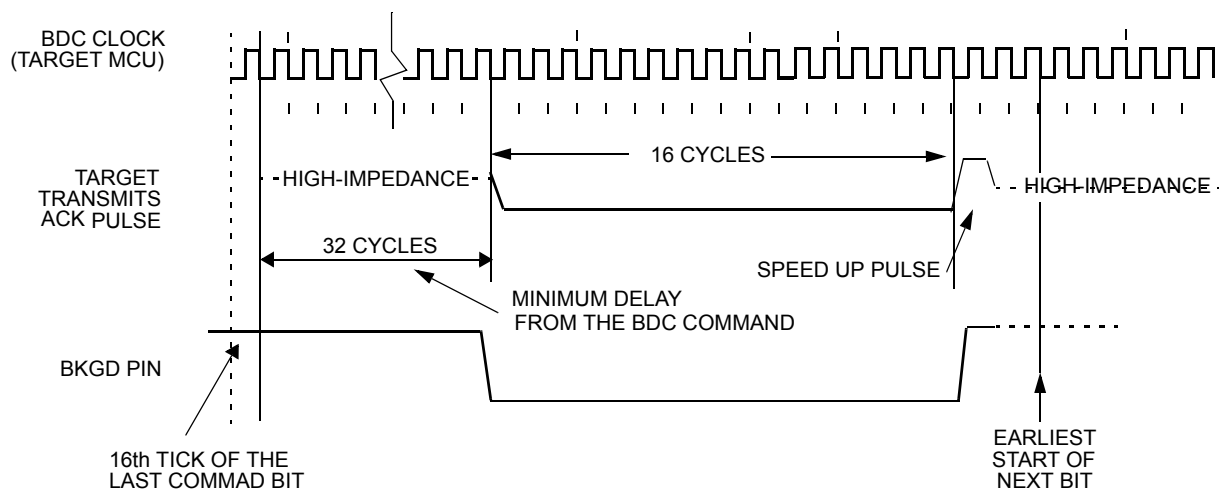 BDC CLOCK
(TARGET MCU)
16 CYCLES
TARGET
TRANSMITS
ACK PULSE
HIGH-IMPEDANCE
HIGH-IMPEDANCE
32 CYCLES
SPEED UP PULSE
MINIMUM DELAY
FROM THE BDC COMMAND
BKGD PIN
16th TICK OF THE
LAST COMMAD BIT
EARLIEST
START OF
NEXT BIT